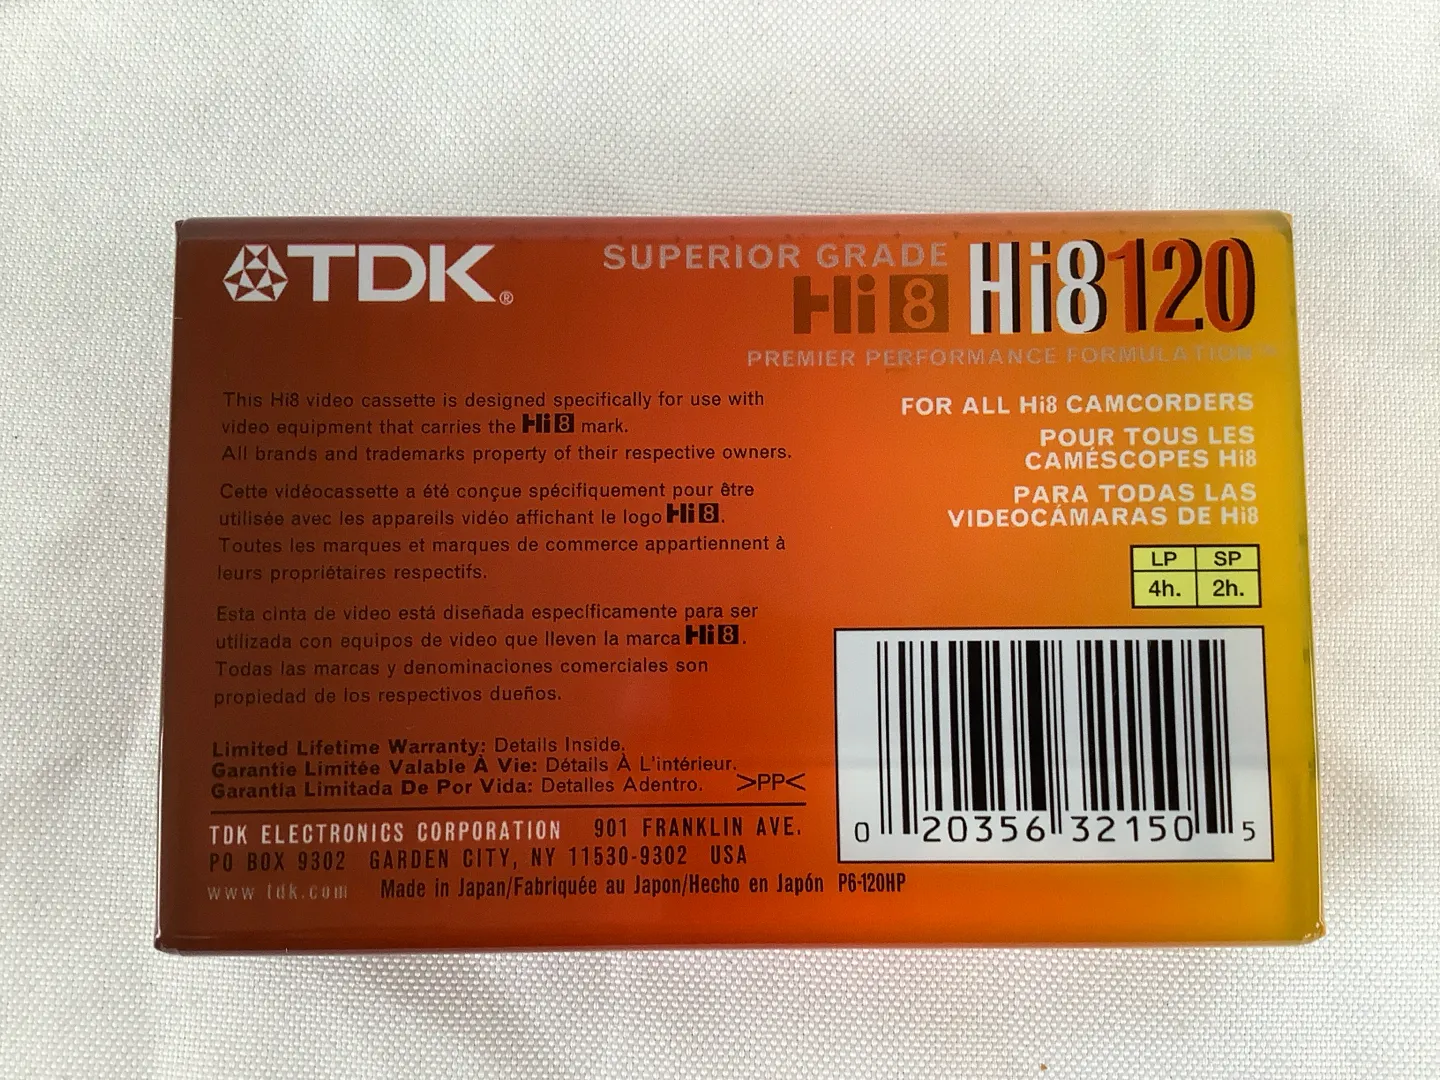 TDK®
SUPERIOR GRADE
Hi8
Hi8 120
PREMIER PERFORMANCE FORMULATION™
This Hi8 video cassette is designed specifically for use with
video equipment that carries the Hi8 mark.
All brands and trademarks property of their respective owners.
Cette vidéocassette a été conçue spécifiquement pour être
utilisée avec les appareils vidéo affichant le logo Hi8.
Toutes les marques et marques de commerce appartiennent à
leurs propriétaires respectifs.
Esta cinta de video está diseñada específicamente para ser
utilizada con equipos de video que lleven la marca Hi8.
Todas las marcas y denominaciones comerciales son
propiedad de los respectivos dueños.
Limited Lifetime Warranty: Details Inside.
Garantie Limitée Valable À Vie: Détails À L'intérieur.
Garantia Limitada De Por Vida: Detalles Adentro. >PP<
TDK ELECTRONICS CORPORATION 901 FRANKLIN AVE.
PO BOX 9302 GARDEN CITY, NY 11530-9302 USA
www.tdk.com Made in Japan/Fabriquée au Japon/Hecho en Japón P6-120HP
FOR ALL Hi8 CAMCORDERS
POUR TOUS LES
CAMÉSCOPES Hi8
PARA TODAS LAS
VIDEOCÁMARAS DE Hi8
LP SP
4h. 2h.
0 20356 32150 5